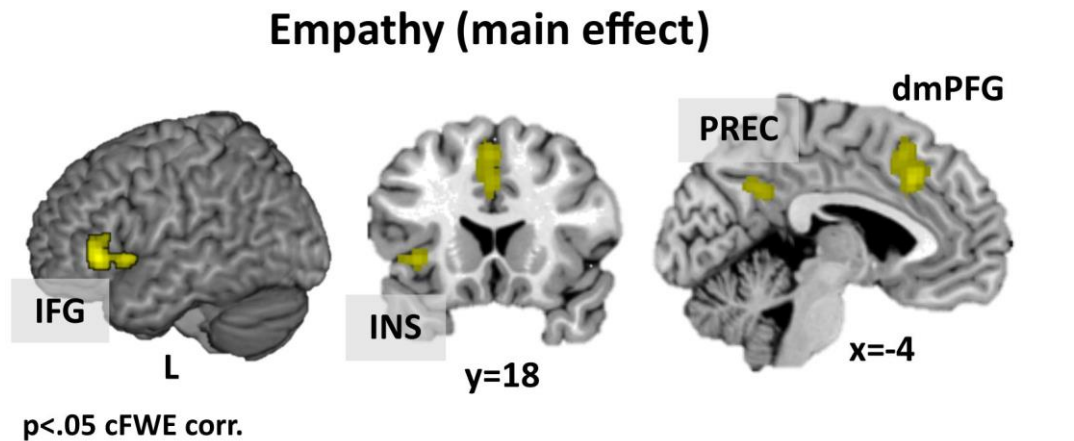 Empathy (main effect)
dmPFG
PREC
IFG
INS
L
y=18
x=-4
p<.05 cFWE corr.